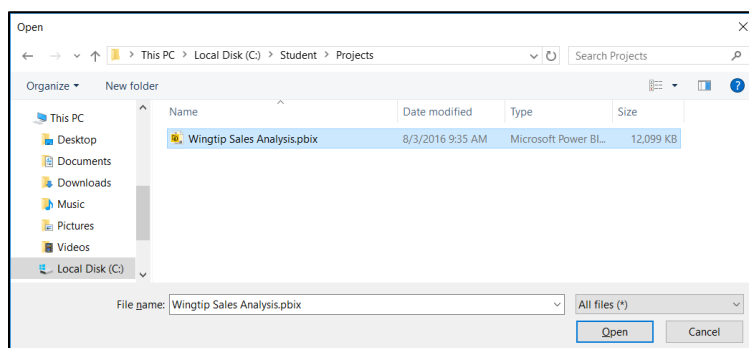 Open
This PC > Local Disk (C:) > Student > Projects
Search Projects
Organize
New folder
Name
Date modified
Type
Size
Wingtip Sales Analysis.pbix
8/3/2016 9:35 AM
Microsoft Power BI...
12,099 KB
This PC
Desktop
Documents
Downloads
Music
Pictures
Videos
Local Disk (C:)
File name: Wingtip Sales Analysis.pbix
All files (*)
Open
Cancel